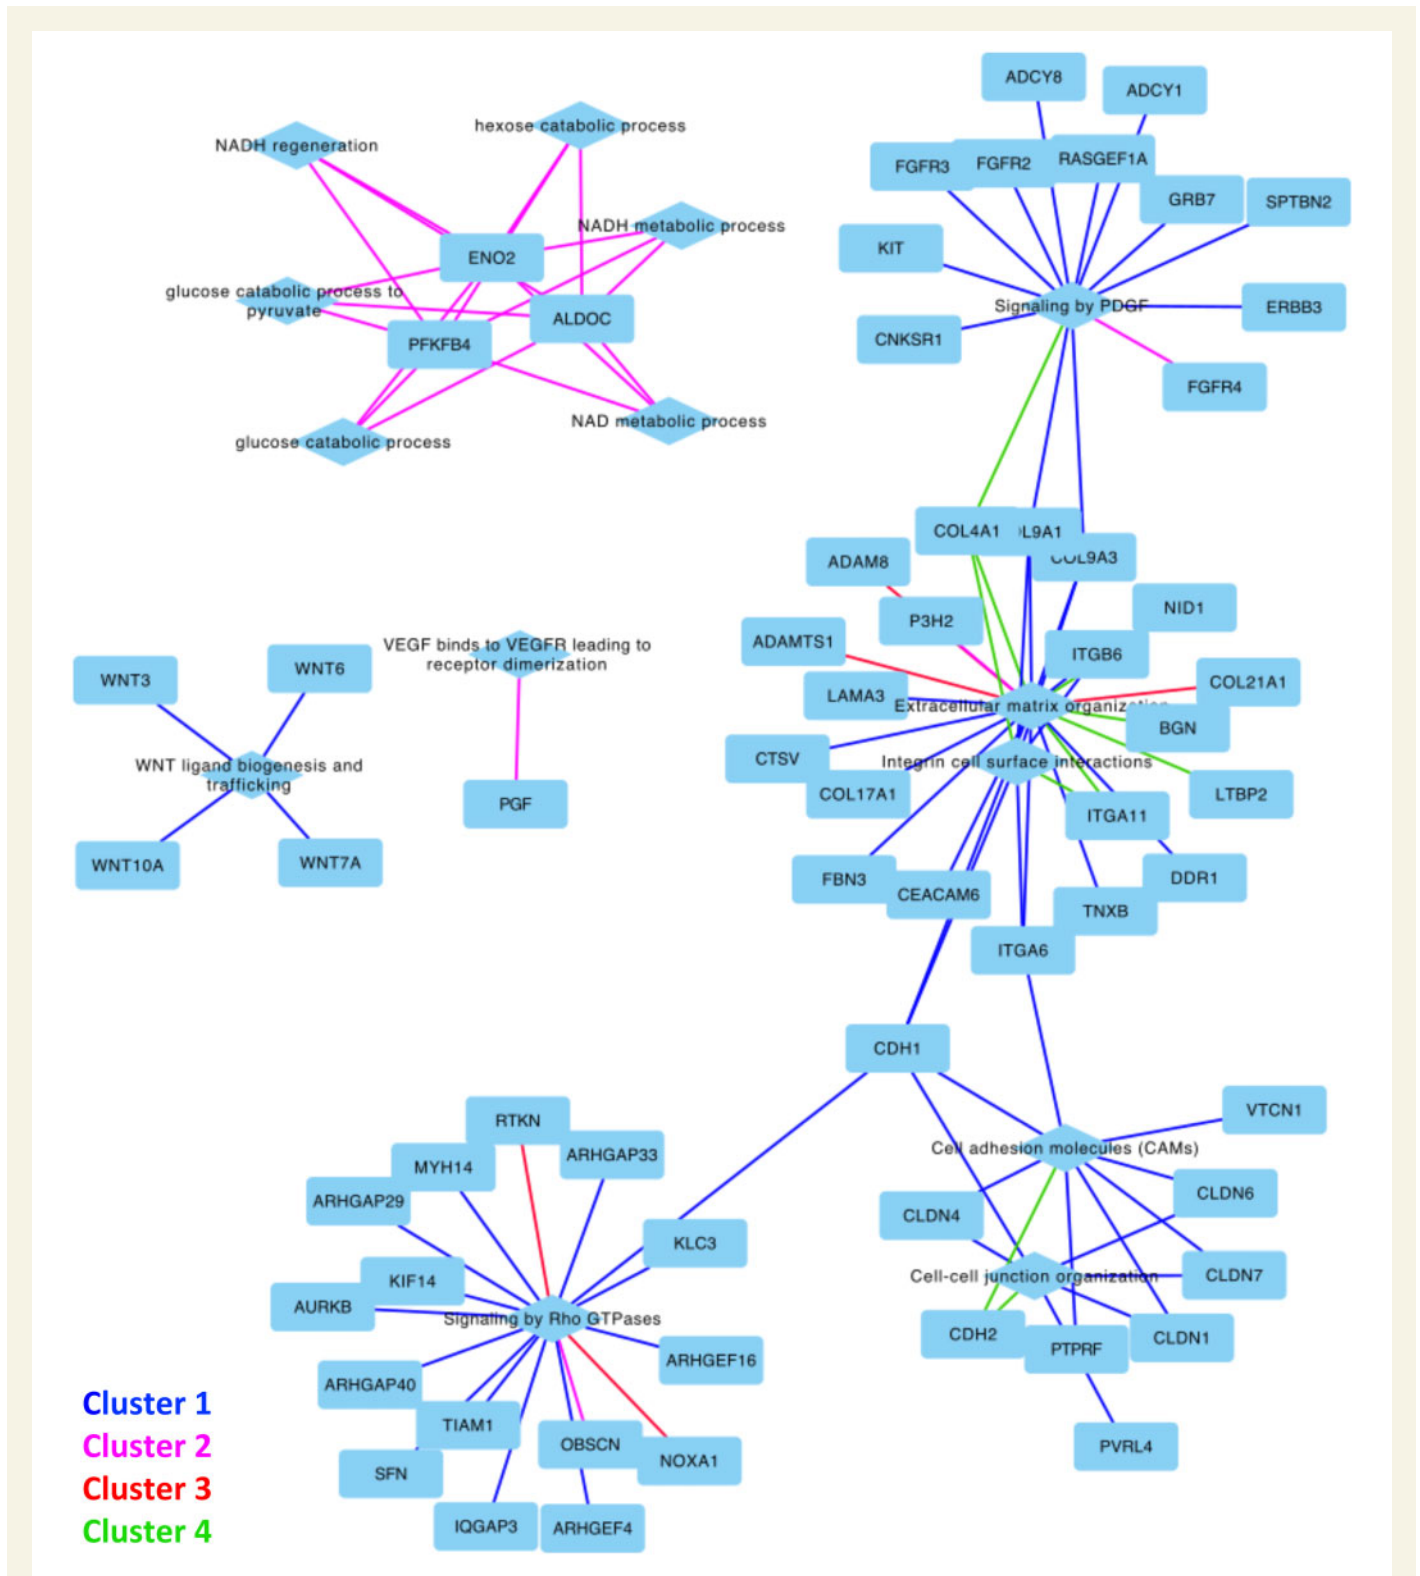 ADCY8
ADCY1
hexose catabolic process
NADH regeneration
FGFR3
FGFR2
RASGEF1A
GRB7
SPTBN2
NADH metabolic process
KIT
ENO2
glucose catabolic process to
pyruvate
ALDOC
PFKFB4
Signaling by PDGF
ERBB3
CNKSR1
FGFR4
NAD metabolic process
glucose catabolic process
COL4A1
L9A1
COL9A3
ADAM8
NID1
P3H2
ADAMTS1
ITGB6
COL21A1
LAMA3
Extracellular matrix organization
BGN
CTSV
Integrin cell surface interactions
COL17A1
LTBP2
ITGA11
VEGF binds to VEGFR leading to
receptor dimerization
WNT3
WNT6
WNT ligand biogenesis and
trafficking
PGF
WNT10A
WNT7A
FBN3
CEACAM6
DDR1
TNXB
ITGA6
CDH1
VTCN1
Cell adhesion molecules (CAMs)
CLDN6
CLDN4
Cell-cell junction organization
CLDN7
CDH2
PTPRF
CLDN1
PVRL4
RTKN
MYH14
ARHGAP33
ARHGAP29
KLC3
KIF14
AURKB
Signaling by Rho GTPases
ARHGEF16
ARHGAP40
TIAM1
OBSCN
NOXA1
SFN
IQGAP3
ARHGEF4
Cluster 1
Cluster 2
Cluster 3
Cluster 4